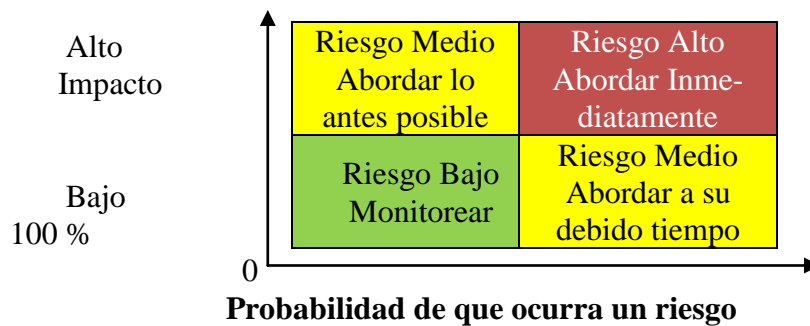 Alto
Impacto
Riesgo Medio
Abordar lo
antes posible
Riesgo Alto
Abordar Inme-
diatamente
Bajo
100 %
Riesgo Bajo
Monitorear
Riesgo Medio
Abordar a su
debido tiempo
0
Probabilidad de que ocurra un riesgo